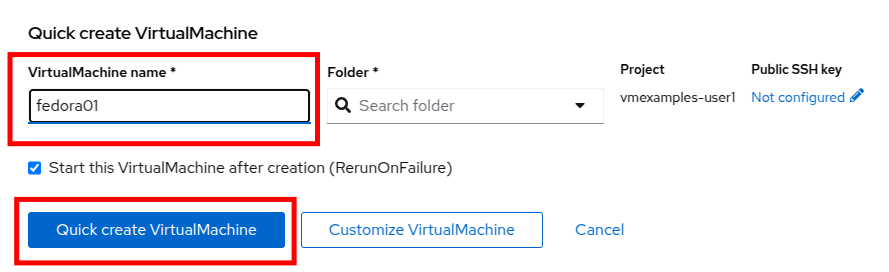 Quick create VirtualMachine
VirtualMachine name *
fedora01
Folder *
Search folder
Project
vmexamples-user1
Public SSH key
Not configured
Start this VirtualMachine after creation (RerunOnFailure)
Quick create VirtualMachine
Customize VirtualMachine
Cancel